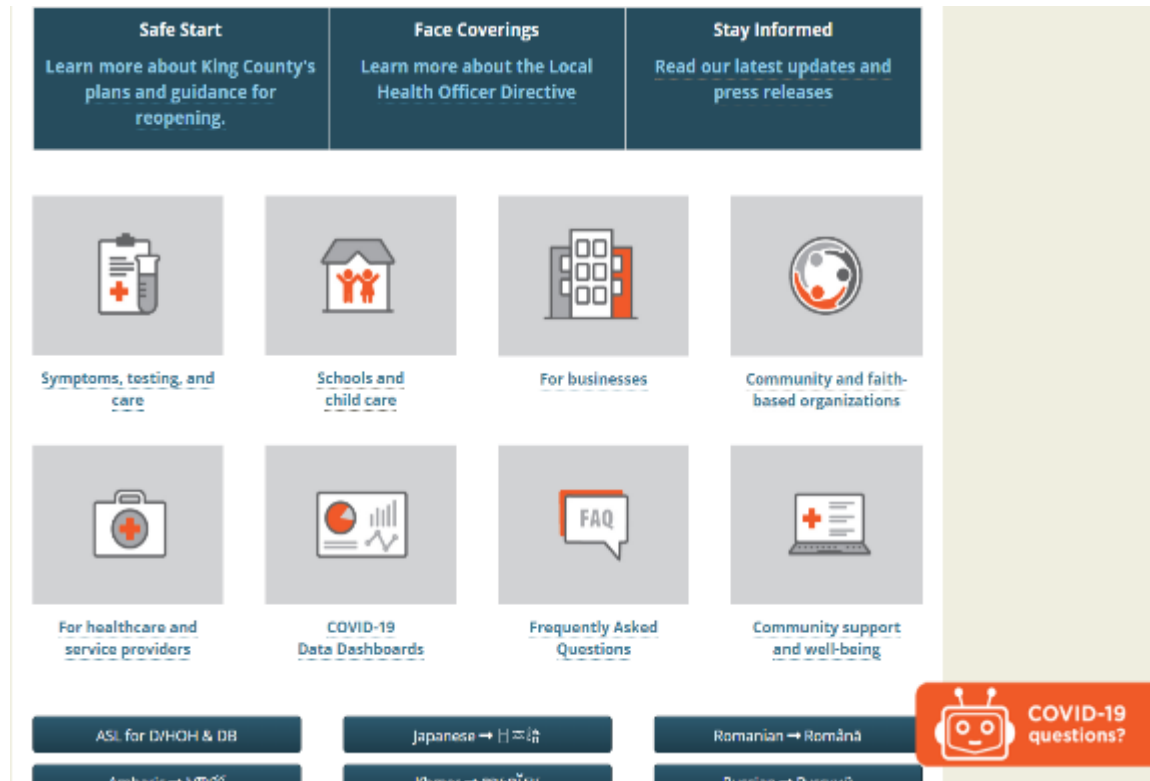 Safe Start
Learn more about King County's
plans and guidance for
reopening.
Face Coverings
Learn more about the Local
Health Officer Directive
Stay Informed
Read our latest updates and
press releases
Symptoms, testing, and
care
Schools and
child care
For businesses
Community and faith-
based organizations
FAQ
For healthcare and
service providers
COVID-19
Data Dashboards
Frequently Asked
Questions
Community support
and well-being
COVID-19
questions?
ASL for D/HOH & DB
Japanese →
Romanian → Română